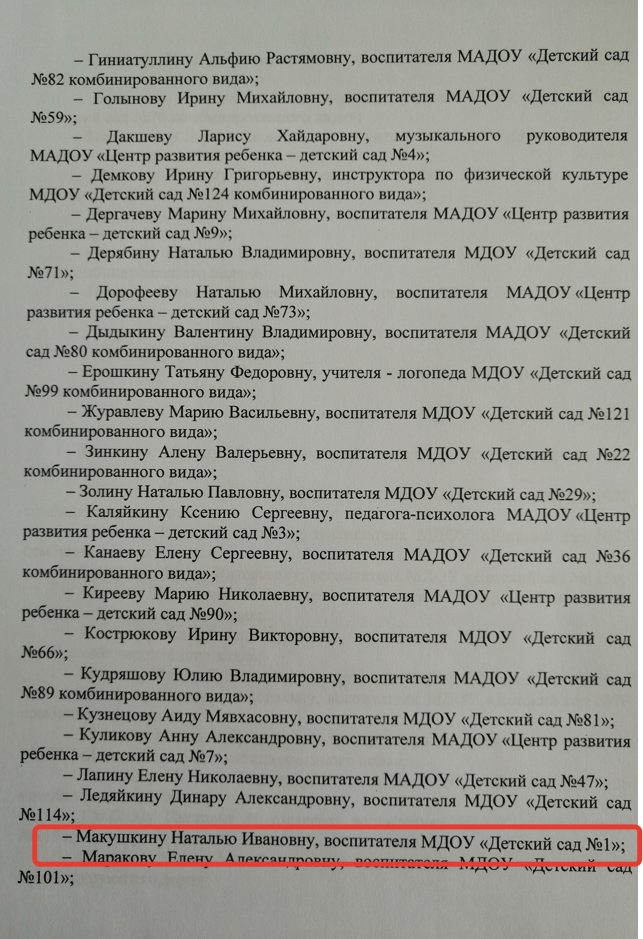 – Гиниатуллину Альфию Растямовну, воспитателя МАДОУ «Детский сад
№82 комбинированного вида»;
– Голынову Ирину Михайловну, воспитателя МАДОУ «Детский сад
№59»;
– Дакшеву Ларису Хайдаровну, музыкального руководителя
МАДОУ «Центр развития ребенка – детский сад №4»;
– Демкову Ирину Григорьевну, инструктора по физической культуре
МДОУ «Детский сад №124 комбинированного вида»;
– Дергачеву Марину Михайловну, воспитателя МАДОУ «Центр развития
ребенка – детский сад №9»;
– Дерябину Наталью Владимировну, воспитателя МДОУ «Детский сад
№71»;
– Дорофееву Наталью Михайловну, воспитателя МАДОУ «Центр
развития ребенка – детский сад №73»;
– Дыдыкину Валентину Владимировну, воспитателя МАДОУ «Детский
сад №80 комбинированного вида»;
– Ерошкину Татьяну Федоровну, учителя - логопеда МДОУ «Детский сад
№99 комбинированного вида»;
– Журавлеву Марию Васильевну, воспитателя МДОУ «Детский сад №121
комбинированного вида»;
– Зинкину Алену Валерьевну, воспитателя МДОУ «Детский сад №22
комбинированного вида»;
– Золину Наталью Павловну, воспитателя МДОУ «Детский сад №29»;
– Каляйкину Ксению Сергеевну, педагога-психолога МАДОУ «Центр
развития ребенка – детский сад №3»;
– Канаеву Елену Сергеевну, воспитателя МАДОУ «Детский сад №36
комбинированного вида»;
– Кирееву Марию Николаевну, воспитателя МАДОУ «Центр развития
ребенка – детский сад №90»;
– Кострюкову Ирину Викторовну, воспитателя МДОУ «Детский сад
№66»;
– Кудряшову Юлию Владимировну, воспитателя МАДОУ «Детский сад
№89 комбинированного вида»;
– Кузнецову Аиду Мявхасовну, воспитателя МДОУ «Детский сад №81»;
– Куликову Анну Александровну, воспитателя МАДОУ «Центр развития
ребенка – детский сад №7»;
– Лапину Елену Николаевну, воспитателя МАДОУ «Детский сад №47»;
– Ледяйкину Динару Александровну, воспитателя МДОУ «Детский сад
№114»;
– Макушкину Наталью Ивановну, воспитателя МДОУ «Детский сад №1»;
– Маракову Елену Александровну, воспитателя МДОУ «Детский сад
№101»;